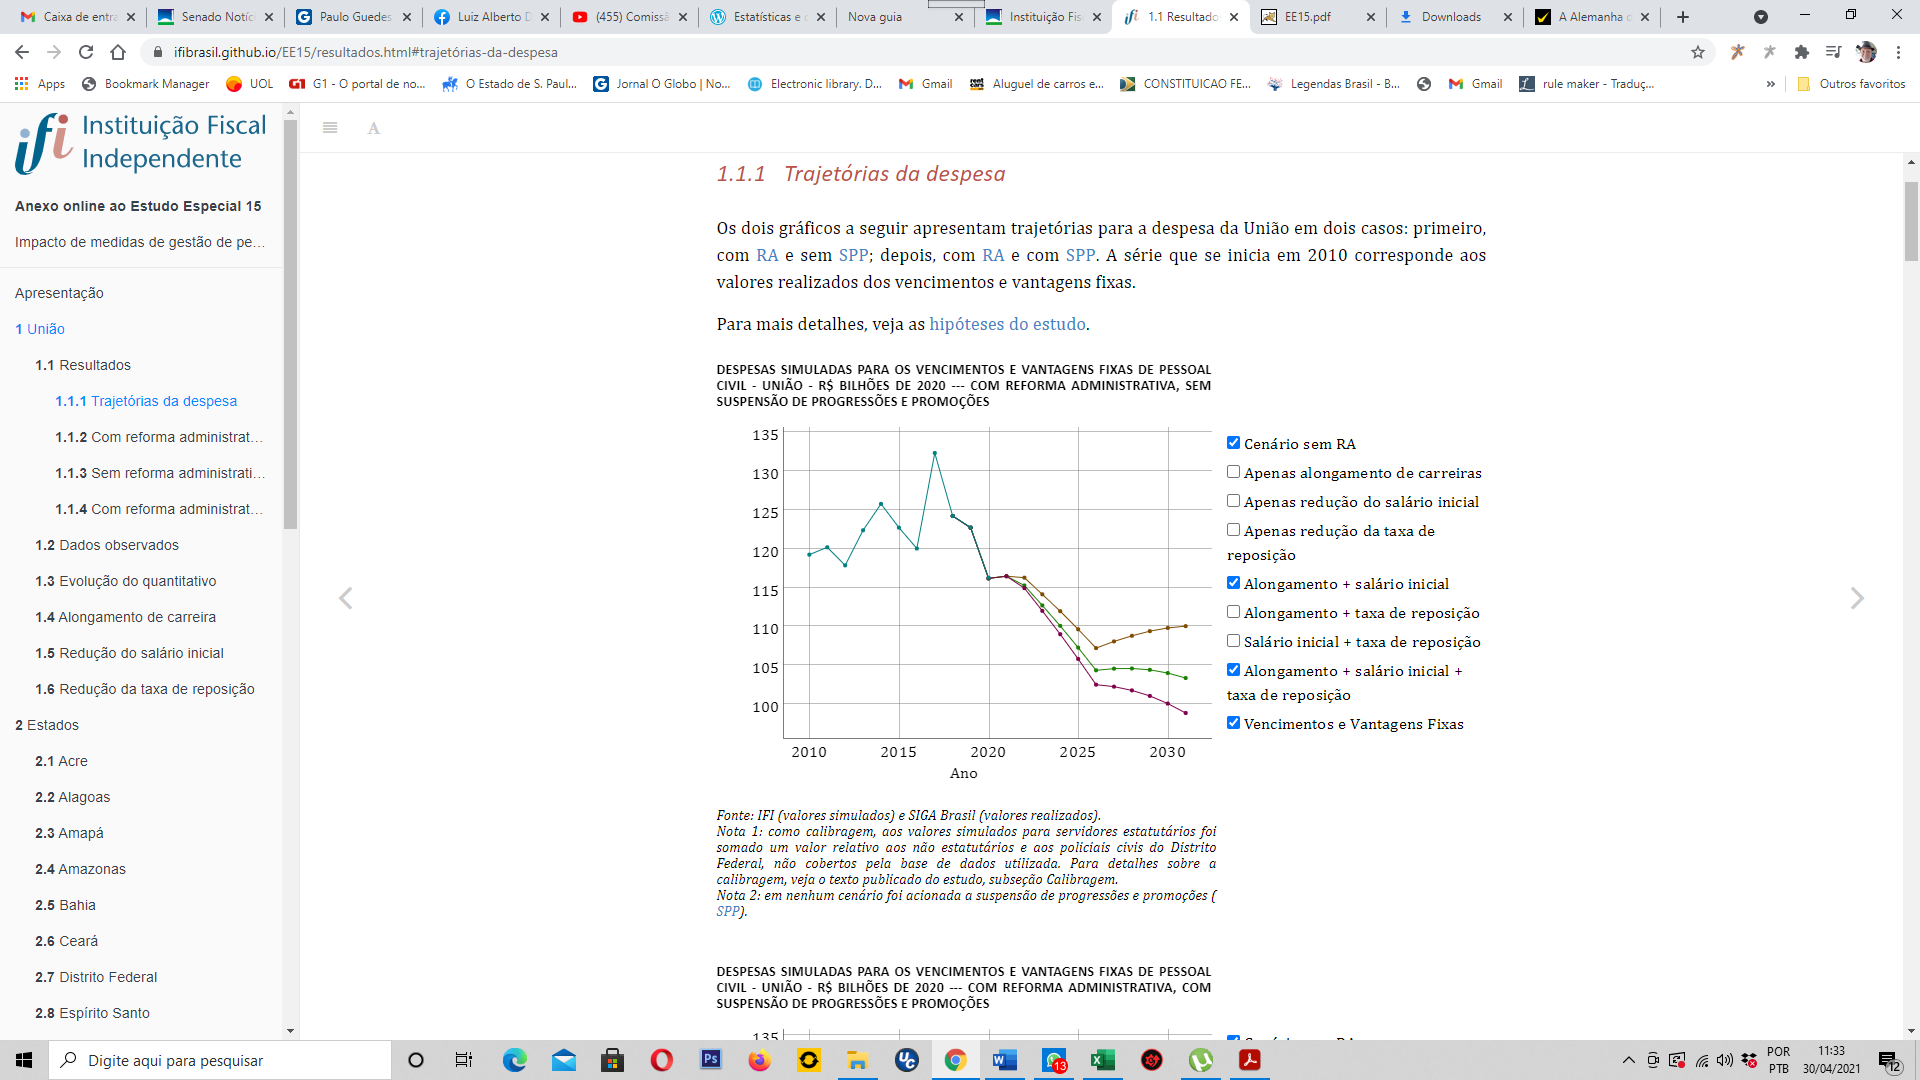 Caixa de entra
Senado Notíc
Paulo Guedes
Luiz Alberto D
(455) Comiss
Estatísticas e
Nova guia
Instituição Fis
1.1 Resultado
EE15.pdf
Downloads
A Alemanha
ifibrasil.github.io/EE15/resultados.html#trajetórias-da-despesa
Apps
Bookmark Manager
UOL
G1 - O portal de no...
O Estado de S. Paul...
Jornal O Globo | No...
Electronic library. D...
Gmail
Aluguel de carros e...
CONSTITUICAO FE...
Legendas Brasil - B...
Gmail
rule maker - Traduç...
»
Outros favoritos
ifi Instituição Fiscal
Independente
Anexo online ao Estudo Especial 15
Impacto de medidas de gestão de pe...
Apresentação
1 União
1.1 Resultados
1.1.1 Trajetórias da despesa
1.1.2 Com reforma administrat...
1.1.3 Sem reforma administrati...
1.1.4 Com reforma administrat...
1.2 Dados observados
1.3 Evolução do quantitativo
1.4 Alongamento de carreira
1.5 Redução do salário inicial
1.6 Redução da taxa de reposição
2 Estados
2.1 Acre
2.2 Alagoas
2.3 Amapá
2.4 Amazonas
2.5 Bahia
2.6 Ceará
2.7 Distrito Federal
2.8 Espírito Santo
A
1.1.1 Trajetórias da despesa
Os dois gráficos a seguir apresentam trajetórias para a despesa da União em dois casos: primeiro,
com RA e sem SPP; depois, com RA e com SPP. A série que se inicia em 2010 corresponde aos
valores realizados dos vencimentos e vantagens fixas.
Para mais detalhes, veja as hipóteses do estudo.
DESPESAS SIMULADAS PARA OS VENCIMENTOS E VANTAGENS FIXAS DE PESSOAL
CIVIL - UNIÃO - R$ BILHÕES DE 2020 --- COM REFORMA ADMINISTRATIVA, SEM
SUSPENSÃO DE PROGRESSÕES E PROMOÇÕES
135
130
125
120
115
110
105
100
2010 2015 2020 2025 2030
Ano
Cenário sem RA
Apenas alongamento de carreiras
Apenas redução do salário inicial
Apenas redução da taxa de
reposição
Alongamento + salário inicial
Alongamento + taxa de reposição
Salário inicial + taxa de reposição
Alongamento + salário inicial +
taxa de reposição
Vencimentos e Vantagens Fixas
Fonte: IFI (valores simulados) e SIGA Brasil (valores realizados).
Nota 1: como calibragem, aos valores simulados para servidores estatutários foi
somado um valor relativo aos não estatutários e aos policiais civis do Distrito
Federal, não cobertos pela base de dados utilizada. Para detalhes sobre a
calibragem, veja o texto publicado do estudo, subseção Calibragem.
Nota 2: em nenhum cenário foi acionada a suspensão de progressões e promoções (
SPP).
DESPESAS SIMULADAS PARA OS VENCIMENTOS E VANTAGENS FIXAS DE PESSOAL
CIVIL - UNIÃO - R$ BILHÕES DE 2020 --- COM REFORMA ADMINISTRATIVA, COM
SUSPENSÃO DE PROGRESSÕES E PROMOÇÕES
135
Digite aqui para pesquisar
Ps
13
POR
PTB
11:33
30/04/2021
12